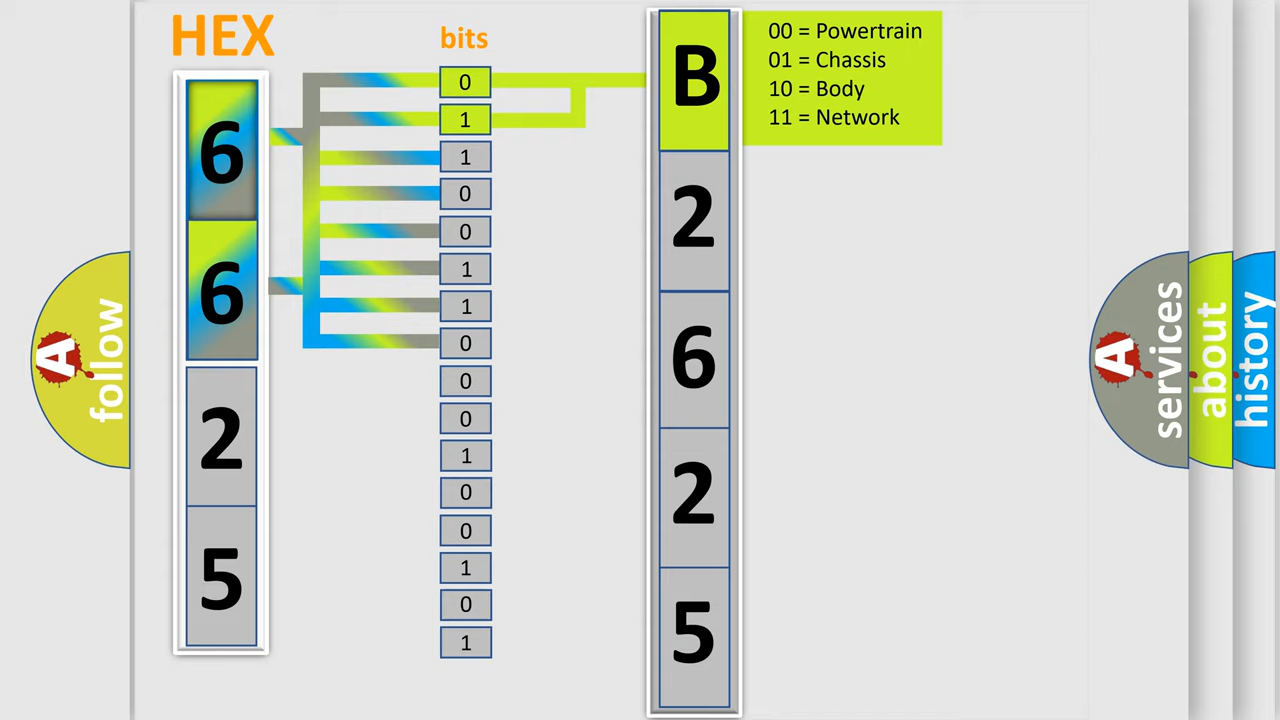 HEX
6
6
2
5
bits
0
1
1
0
0
1
1
0
0
0
1
0
0
1
0
1
B
2
6
2
5
00 = Powertrain
01 = Chassis
10 = Body
11 = Network
A
follow
A
services
about
history